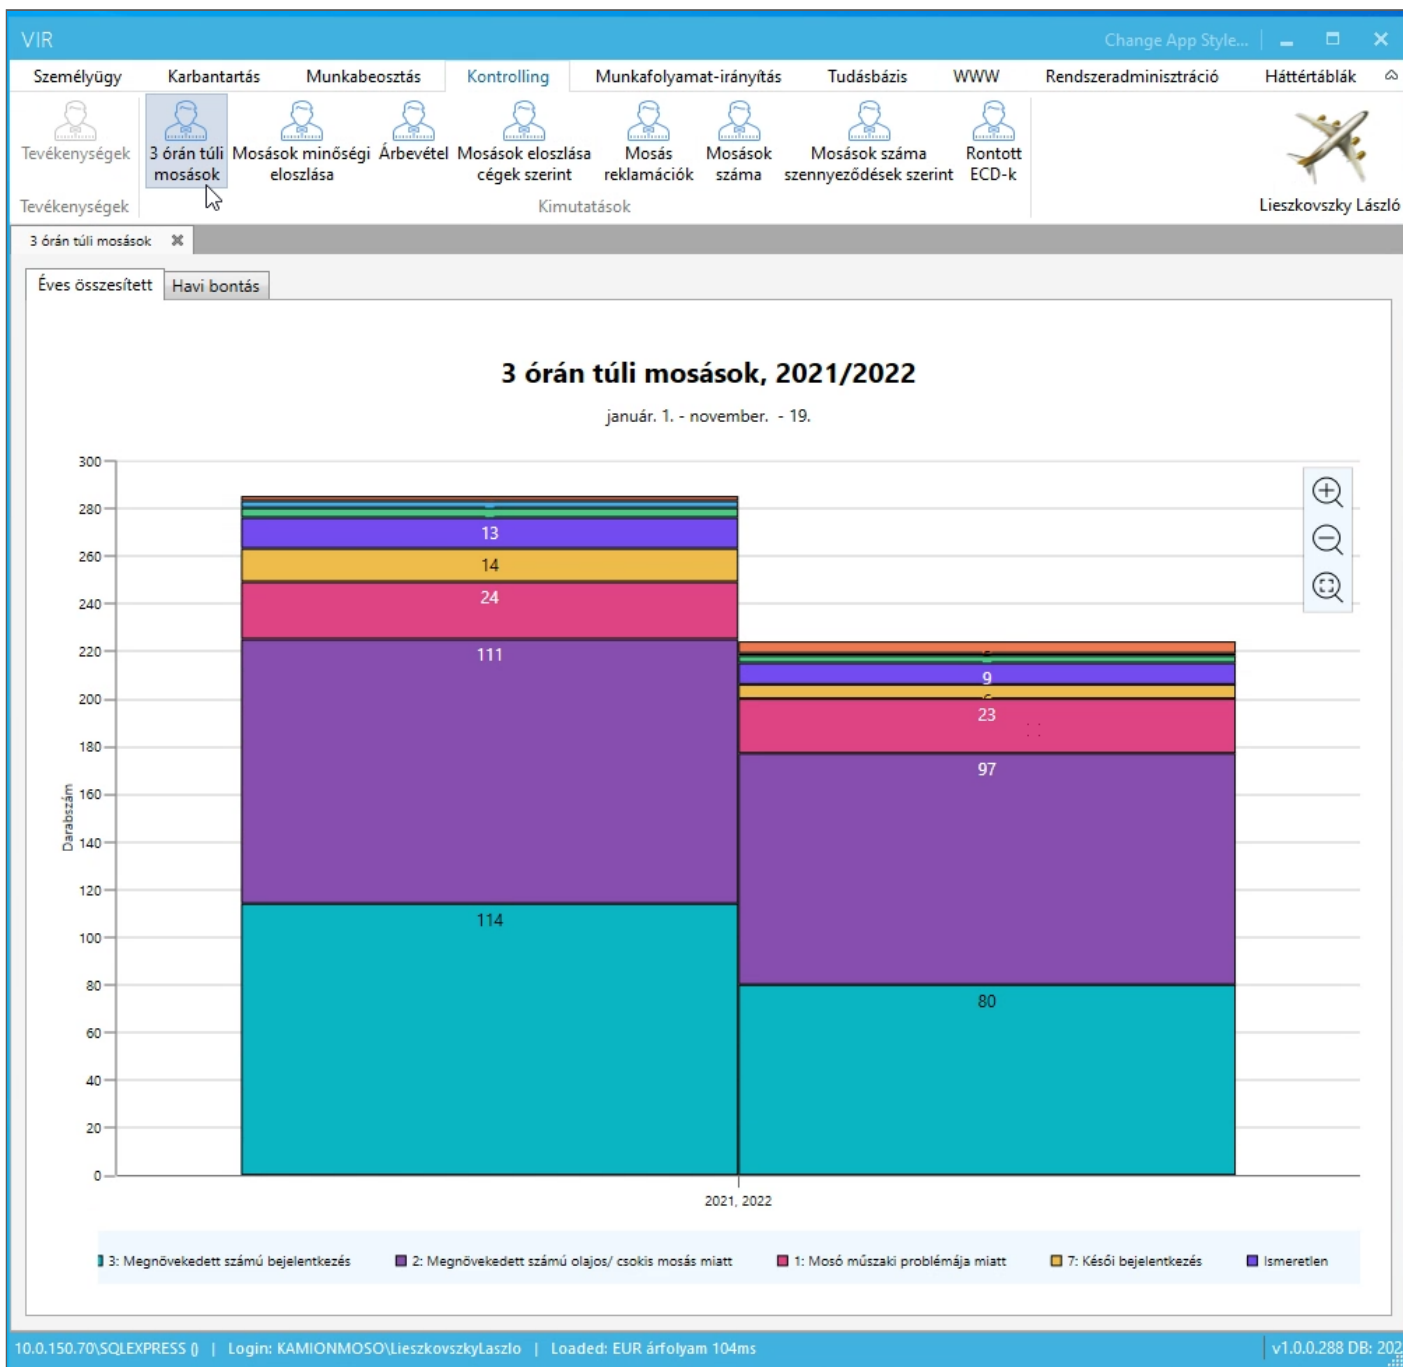 VIR
Change App Style...
Személyügy Karbantartás Munkabeosztás Kontrolling Munkafolyamat-irányítás Tudásbázis WWW Rendszeradminisztráció Háttértáblák
Tevékenységek 3 órán túli mosások Mosások minőségi eloszlása Árbevétel Mosások eloszlása cégek szerint Mosás reklamációk Mosások száma Mosások száma szennyeződések szerint Rontott ECD-k
Tevékenységek Kimutatások Lieszkovszky László
3 órán túli mosások
Éves összesített Havi bontás
3 órán túli mosások, 2021/2022
január. 1. - november. - 19.
300
280
260
240
220
200
180
160
140
120
100
80
60
40
20
0
Darabszám
13
14
24
111
114
9
23
97
80
2021, 2022
3: Megnövekedett számú bejelentkezés 2: Megnövekedett számú olajos/ csokis mosás miatt 1: Mosó műszaki problémája miatt 7: Késői bejelentkezés Ismeretlen
10.0.150.70\SQLEXPRESS () | Login: KAMIONMOSO\LieszkovszkyLaszlo | Loaded: EUR árfolyam 104ms v1.0.0.288 DB: 202